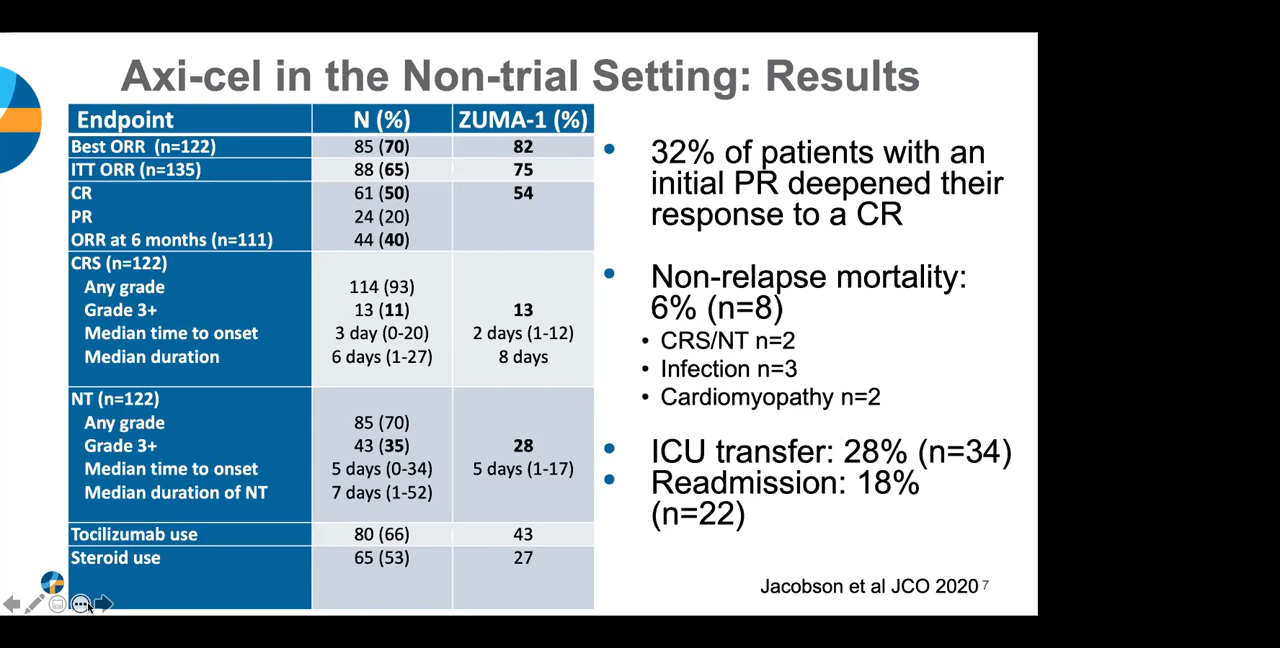 Axi-cel in the Non-trial Setting: Results
Endpoint N (%) ZUMA-1 (%)
Best ORR (n=122) 85 (70) 82
ITT ORR (n=135) 88 (65) 75
CR 61 (50) 54
PR 24 (20)
ORR at 6 months (n=111) 44 (40)
CRS (n=122)
Any grade 114 (93)
Grade 3+ 13 (11) 13
Median time to onset 3 day (0-20) 2 days (1-12)
Median duration 6 days (1-27) 8 days
NT (n=122)
Any grade 85 (70)
Grade 3+ 43 (35) 28
Median time to onset 5 days (0-34) 5 days (1-17)
Median duration of NT 7 days (1-52)
Tocilizumab use 80 (66) 43
Steroid use 65 (53) 27
• 32% of patients with an
initial PR deepened their
response to a CR
• Non-relapse mortality:
6% (n=8)
• CRS/NT n=2
• Infection n=3
• Cardiomyopathy n=2
• ICU transfer: 28% (n=34)
• Readmission: 18%
(n=22)
Jacobson et al JCO 2020 7